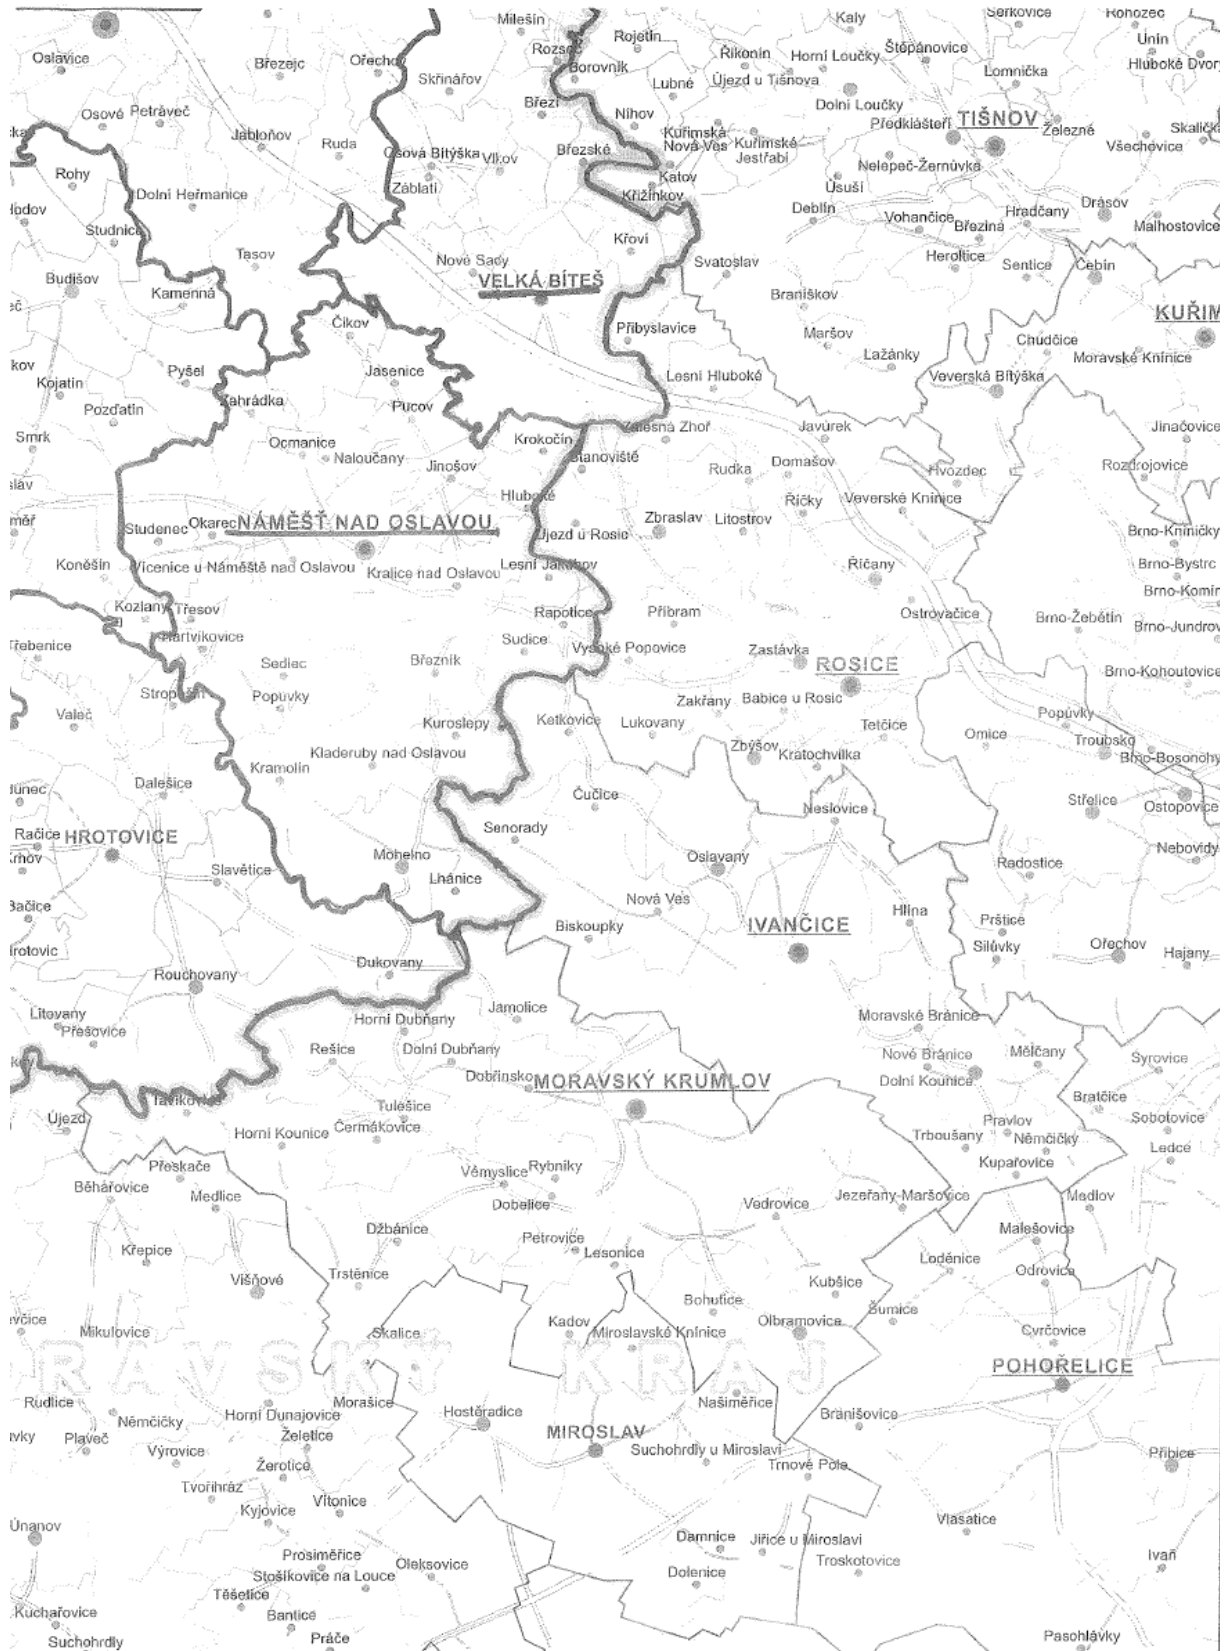 Milešín
Rojetín
Kaly
Serkovice
Rohozec
Oslavice
Březejc
Skřinářov
Borovník
Říkonín
Horní Loučky
Štěpánovice
Unín
Lubné
Újezd u Tišnova
Lomnička
Hluboké Dvory
Osové
Petráveč
Březí
Níhov
Dolní Loučky
Předklášteří
TIŠNOV
Železné
Jabloňov
Ruda
Osová Bítýška
Vlkov
Březské
Kuřimská
Nová Ves
Kuřimské
Jestřabí
Všechovice
Rohy
Dolní Heřmanice
Záblatí
Katov
Křižínkov
Nelepeč-Žernůvka
Úsuší
Deblín
Vohančice
Březina
Hradčany
Drásov
Malhostovice
Studnice
Tasov
Nové Sady
Křoví
Svatoslav
Heroltice
Sentice
Čebín
Budišov
Kamenná
VELKÁ BÍTEŠ
Braníškov
KUŘIM
Čikov
Přibyslavice
Maršov
Lažánky
Chudčice
Moravské Knínice
Kojatín
Pyšel
Jasenice
Lesní Hluboké
Veverská Bítýška
Pozďatín
Zahrádka
Pucov
Smrk
Ocmanice
Naloučany
Jinošov
Krokočín
Zálesná Zhoř
Javůrek
Jinačovice
Stanoviště
Rudka
Domašov
Hvozdec
Rozdrojovice
Hluboké
Říčky
Veverské Knínice
Studenec
Okarec
NÁMĚŠŤ NAD OSLAVOU
Újezd u Rosic
Zbraslav
Litostrov
Brno-Kníničky
Koněšín
Vícenice u Náměště nad Oslavou
Kralice nad Oslavou
Lesní Jakubov
Říčany
Brno-Bystrc
Kozlany
Třesov
Rapotice
Příbram
Ostrovačice
Brno-Žebětín
Hartvíkovice
Sudice
Vysoké Popovice
Zastávka
ROSICE
Sedlec
Březník
Brno-Kohoutovice
Stropešín
Popůvky
Zakřany
Babice u Rosic
Valeč
Kuroslepy
Ketkovice
Lukovany
Tetčice
Popůvky
Omice
Troubsko
Kladeruby nad Oslavou
Zbýšov
Kratochvilka
Brno-Bosonohy
Kramolín
Dalešice
Čučice
Neslovice
Střelice
Ostopovice
Račice
HROTOVICE
Senorady
Nebovidy
Mohelno
Oslavany
Radostice
Slavětice
Lhánice
Nová Ves
Biskoupky
IVANČICE
Hlína
Prštice
Silůvky
Ořechov
Hajany
Dukovany
Rouchovany
Jamolice
Litovany
Přešovice
Horní Dubňany
Moravské Bránice
Rešice
Dolní Dubňany
Nové Bránice
Mělčany
Syrovice
Dobřínsko
MORAVSKÝ KRUMLOV
Dolní Kounice
Bratčice
Tavíkovice
Tulešice
Újezd
Horní Kounice
Čermákovice
Pravlov
Sobotovice
Trboušany
Němčičky
Ledce
Přeskače
Kupařovice
Běhařovice
Medlice
Vémyslice
Rybníky
Dobelice
Jezeřany-Maršovice
Medlov
Džbánice
Vedrovice
Malešovice
Křepice
Petrovice
Lesonice
Loděnice
Višňové
Trstěnice
Odrovice
Bohutice
Kubšice
Šumice
Mikulovice
Skalice
Kadov
Miroslavské Knínice
Olbramovice
Cvrčovice
RAVSKÝ KRAJ
POHOŘELICE
Rudlice
Morašice
Našiměřice
Němčičky
Horní Dunajovice
Hostěradice
Branišovice
Plaveč
Želetice
MIROSLAV
Výrovice
Suchohrdly u Miroslavi
Přibice
Žerotice
Trnové Pole
Tvořihráz
Vítonice
Kyjovice
Vlasatice
Únanov
Damnice
Jiřice u Miroslavi
Prosiměřice
Oleksovice
Troskotovice
Ivaň
Stošíkovice na Louce
Dolenice
Těšetice
Kuchařovice
Bantice
Suchohrdly
Práče
Pasohlávky